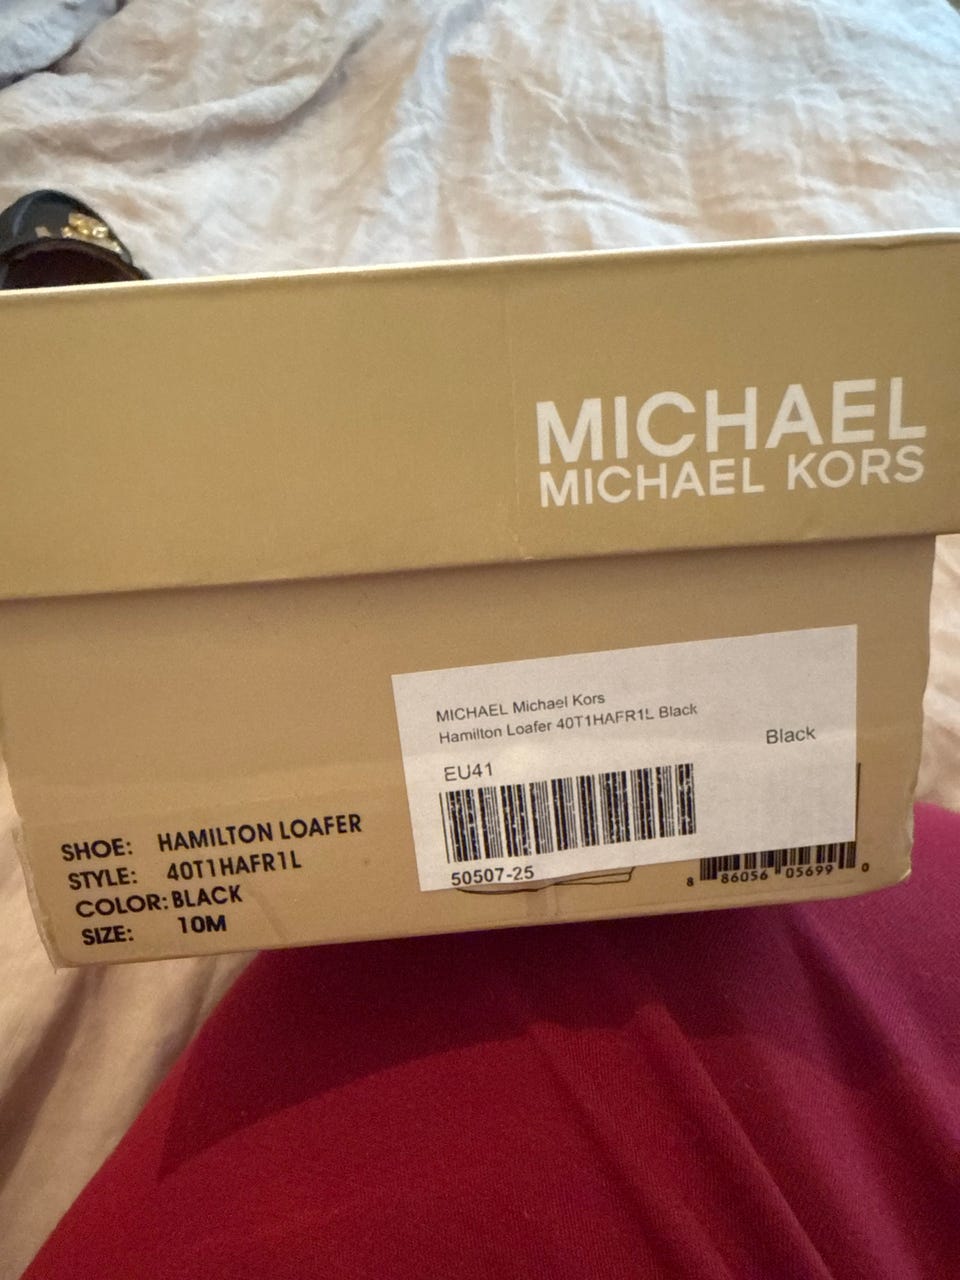 MICHAEL
MICHAEL KORS
MICHAEL Michael Kors
Hamilton Loafer 40T1HAFR1L Black
Black
EU41
50507-25
8 86056 05699 0
SHOE: HAMILTON LOAFER
STYLE: 40T1HAFR1L
COLOR: BLACK
SIZE: 10M